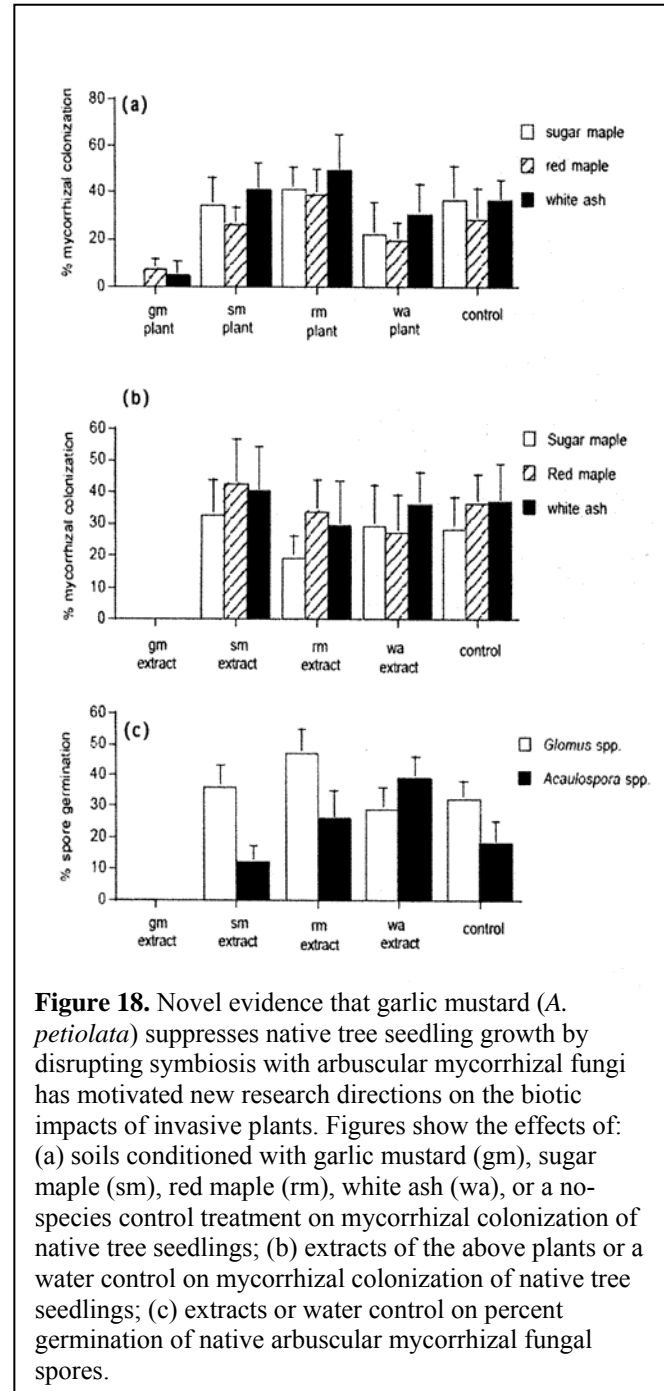 (a)
80
60
40
20
0
% mycorrhizal colonization
sugar maple
red maple
white ash
gm plant
sm plant
rm plant
wa plant
control
(b)
60
50
40
30
20
10
0
% mycorrhizal colonization
Sugar maple
Red maple
white ash
gm extract
sm extract
rm extract
wa extract
control
(c)
60
50
40
30
20
10
0
% spore germination
Glomus spp.
Acaulospora spp.
gm extract
sm extract
rm extract
wa extract
control
Figure 18. Novel evidence that garlic mustard (A.
petiolata) suppresses native tree seedling growth by
disrupting symbiosis with arbuscular mycorrhizal fungi
has motivated new research directions on the biotic
impacts of invasive plants. Figures show the effects of:
(a) soils conditioned with garlic mustard (gm), sugar
maple (sm), red maple (rm), white ash (wa), or a no-
species control treatment on mycorrhizal colonization of
native tree seedlings; (b) extracts of the above plants or a
water control on mycorrhizal colonization of native tree
seedlings; (c) extracts or water control on percent
germination of native arbuscular mycorrhizal fungal
spores.